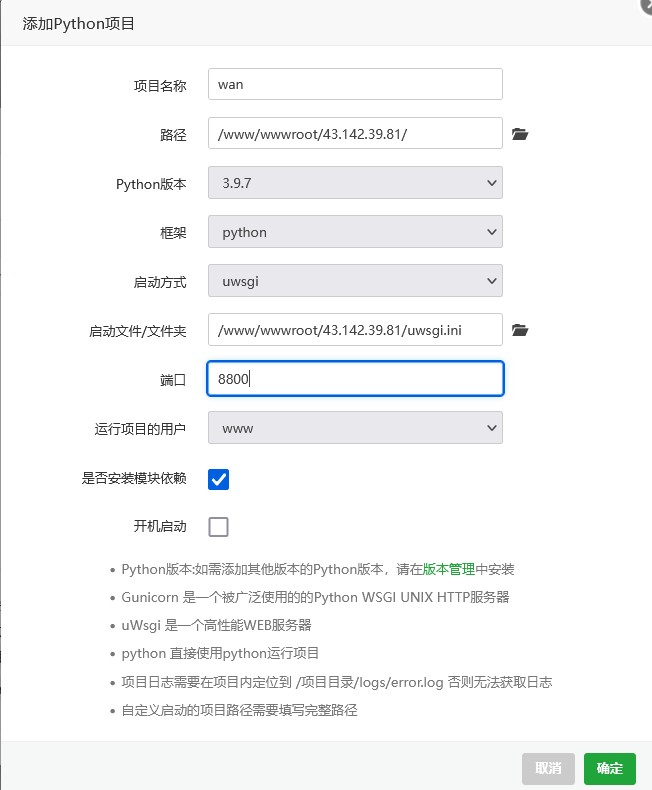 添加Python项目
项目名称
wan
路径
/www/wwwroot/43.142.39.81/
Python版本
3.9.7
框架
python
启动方式
uwsgi
启动文件/文件夹
/www/wwwroot/43.142.39.81/uwsgi.ini
端口
8800
运行项目的用户
www
是否安装模块依赖
开机启动
• Python版本:如需添加其他版本的Python版本，请在版本管理中安装
• Gunicorn 是一个被广泛使用的的Python WSGI UNIX HTTP服务器
• uWsgi 是一个高性能WEB服务器
• python 直接使用python运行项目
• 项目日志需要在项目内定位到 /项目目录/logs/error.log 否则无法获取日志
• 自定义启动的项目路径需要填写完整路径
取消
确定